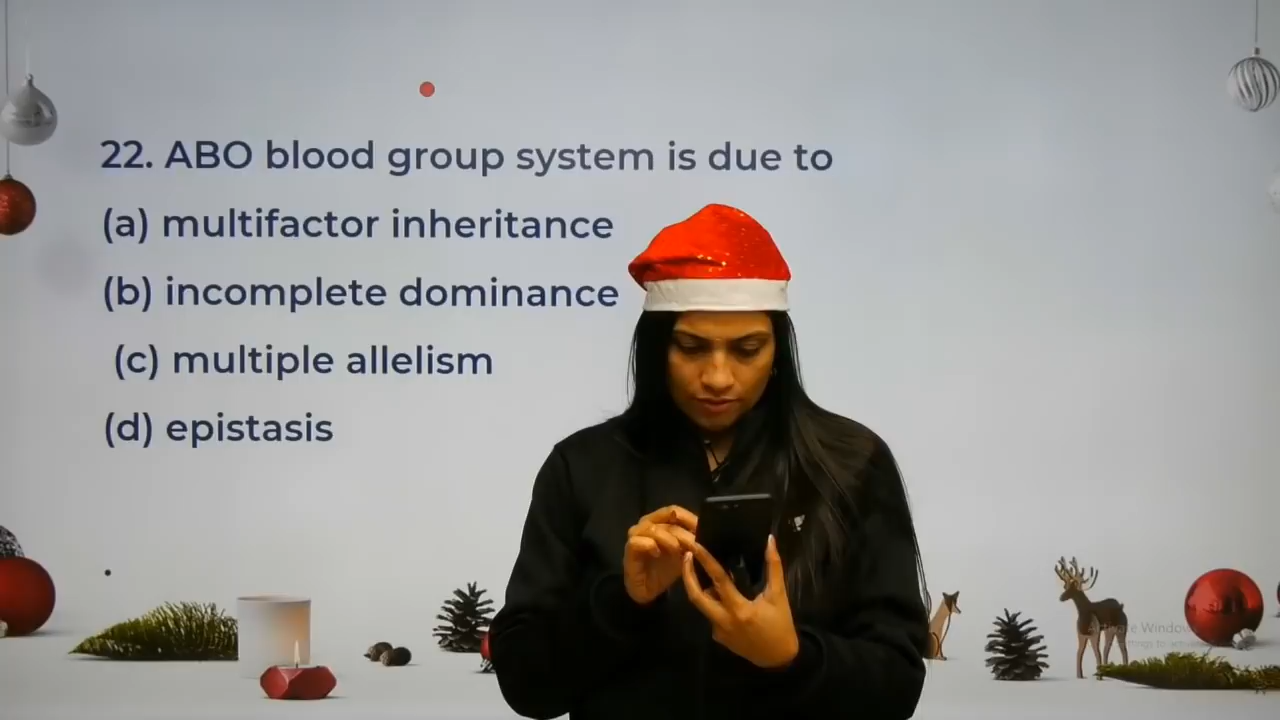 22. ABO blood group system is due to
(a) multifactor inheritance
(b) incomplete dominance
(c) multiple allelism
(d) epistasis